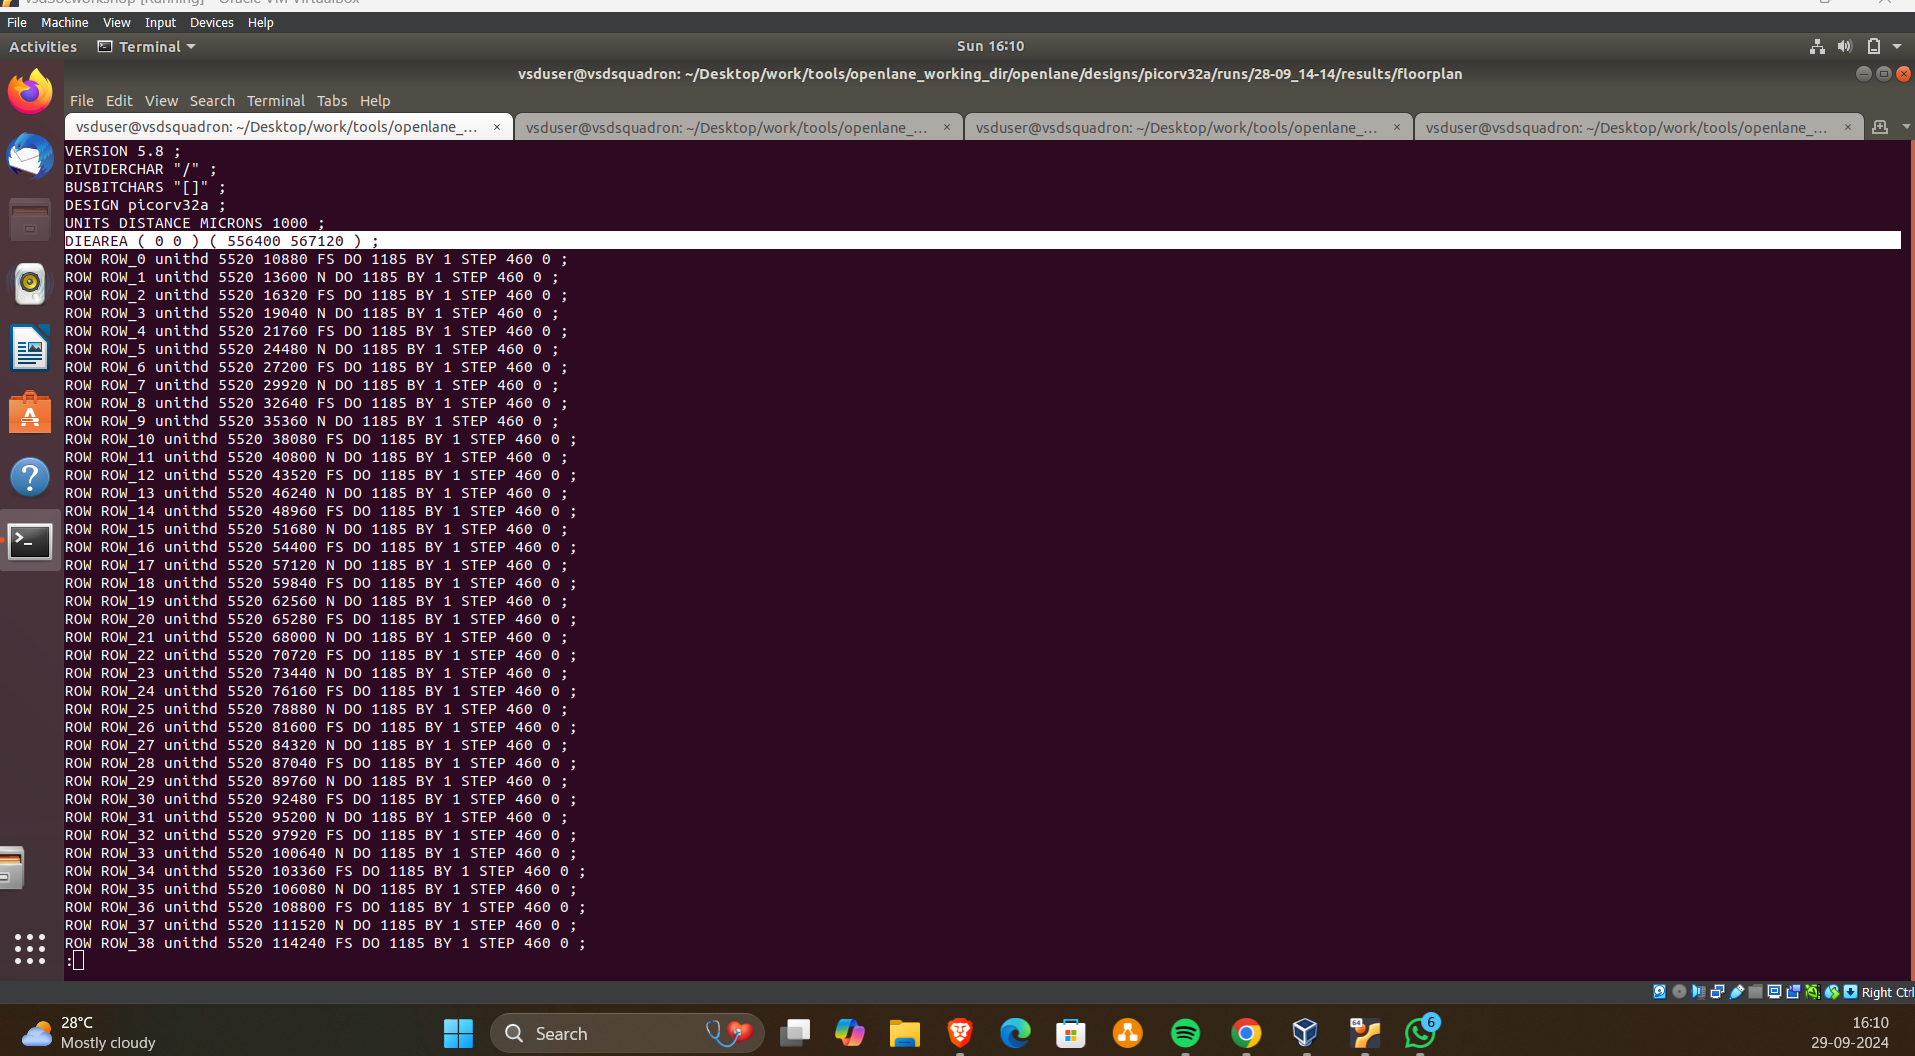 vsdsocworkshop [Running] - Oracle VM VirtualBox
File Machine View Input Devices Help
Activities Terminal Sun 16:10
vsduser@vsdsquadron: ~/Desktop/work/tools/openlane_working_dir/openlane/designs/picorv32a/runs/28-09_14-14/results/floorplan
File Edit View Search Terminal Tabs Help
vsduser@vsdsquadron: ~/Desktop/work/tools/openlane_... × vsduser@vsdsquadron: ~/Desktop/work/tools/openlane_... × vsduser@vsdsquadron: ~/Desktop/work/tools/openlane_... × vsduser@vsdsquadron: ~/Desktop/work/tools/openlane_... ×
VERSION 5.8 ;
DIVIDERCHAR "/" ;
BUSBITCHARS "[]" ;
DESIGN picorv32a ;
UNITS DISTANCE MICRONS 1000 ;
DIEAREA ( 0 0 ) ( 556400 567120 ) ;
ROW ROW_0 unithd 5520 10880 FS DO 1185 BY 1 STEP 460 0 ;
ROW ROW_1 unithd 5520 13600 N DO 1185 BY 1 STEP 460 0 ;
ROW ROW_2 unithd 5520 16320 FS DO 1185 BY 1 STEP 460 0 ;
ROW ROW_3 unithd 5520 19040 N DO 1185 BY 1 STEP 460 0 ;
ROW ROW_4 unithd 5520 21760 FS DO 1185 BY 1 STEP 460 0 ;
ROW ROW_5 unithd 5520 24480 N DO 1185 BY 1 STEP 460 0 ;
ROW ROW_6 unithd 5520 27200 FS DO 1185 BY 1 STEP 460 0 ;
ROW ROW_7 unithd 5520 29920 N DO 1185 BY 1 STEP 460 0 ;
ROW ROW_8 unithd 5520 32640 FS DO 1185 BY 1 STEP 460 0 ;
ROW ROW_9 unithd 5520 35360 N DO 1185 BY 1 STEP 460 0 ;
ROW ROW_10 unithd 5520 38080 FS DO 1185 BY 1 STEP 460 0 ;
ROW ROW_11 unithd 5520 40800 N DO 1185 BY 1 STEP 460 0 ;
ROW ROW_12 unithd 5520 43520 FS DO 1185 BY 1 STEP 460 0 ;
ROW ROW_13 unithd 5520 46240 N DO 1185 BY 1 STEP 460 0 ;
ROW ROW_14 unithd 5520 48960 FS DO 1185 BY 1 STEP 460 0 ;
ROW ROW_15 unithd 5520 51680 N DO 1185 BY 1 STEP 460 0 ;
ROW ROW_16 unithd 5520 54400 FS DO 1185 BY 1 STEP 460 0 ;
ROW ROW_17 unithd 5520 57120 N DO 1185 BY 1 STEP 460 0 ;
ROW ROW_18 unithd 5520 59840 FS DO 1185 BY 1 STEP 460 0 ;
ROW ROW_19 unithd 5520 62560 N DO 1185 BY 1 STEP 460 0 ;
ROW ROW_20 unithd 5520 65280 FS DO 1185 BY 1 STEP 460 0 ;
ROW ROW_21 unithd 5520 68000 N DO 1185 BY 1 STEP 460 0 ;
ROW ROW_22 unithd 5520 70720 FS DO 1185 BY 1 STEP 460 0 ;
ROW ROW_23 unithd 5520 73440 N DO 1185 BY 1 STEP 460 0 ;
ROW ROW_24 unithd 5520 76160 FS DO 1185 BY 1 STEP 460 0 ;
ROW ROW_25 unithd 5520 78880 N DO 1185 BY 1 STEP 460 0 ;
ROW ROW_26 unithd 5520 81600 FS DO 1185 BY 1 STEP 460 0 ;
ROW ROW_27 unithd 5520 84320 N DO 1185 BY 1 STEP 460 0 ;
ROW ROW_28 unithd 5520 87040 FS DO 1185 BY 1 STEP 460 0 ;
ROW ROW_29 unithd 5520 89760 N DO 1185 BY 1 STEP 460 0 ;
ROW ROW_30 unithd 5520 92480 FS DO 1185 BY 1 STEP 460 0 ;
ROW ROW_31 unithd 5520 95200 N DO 1185 BY 1 STEP 460 0 ;
ROW ROW_32 unithd 5520 97920 FS DO 1185 BY 1 STEP 460 0 ;
ROW ROW_33 unithd 5520 100640 N DO 1185 BY 1 STEP 460 0 ;
ROW ROW_34 unithd 5520 103360 FS DO 1185 BY 1 STEP 460 0 ;
ROW ROW_35 unithd 5520 106080 N DO 1185 BY 1 STEP 460 0 ;
ROW ROW_36 unithd 5520 108800 FS DO 1185 BY 1 STEP 460 0 ;
ROW ROW_37 unithd 5520 111520 N DO 1185 BY 1 STEP 460 0 ;
ROW ROW_38 unithd 5520 114240 FS DO 1185 BY 1 STEP 460 0 ;
:
Right Ctrl
28°C
Mostly cloudy
Search
64
6
16:10
29-09-2024